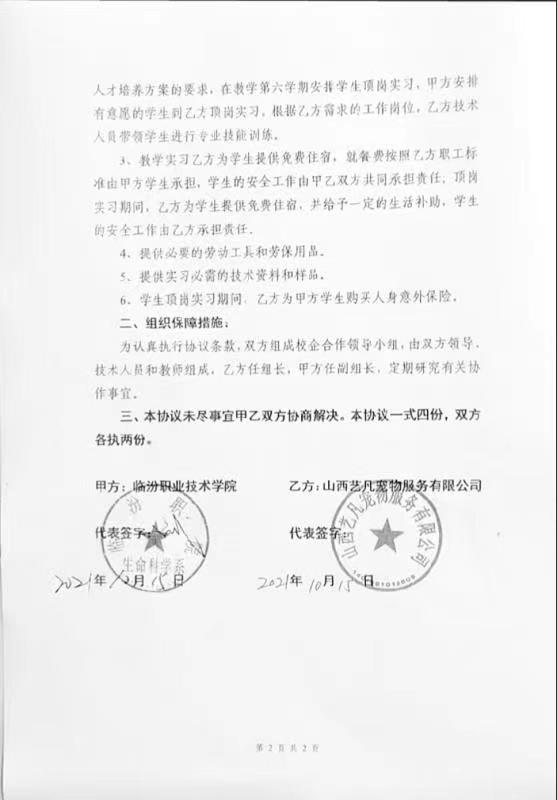 人才培养方案的要求，在教学第六学期安排学生顶岗实习，甲方安排
有意愿的学生到乙方顶岗实习，根据乙方需求的工作岗位，乙方技术
人员带领学生进行专业技能训练。
3、教学实习乙方为学生提供免费住宿，就餐费按照乙方职工标
准由甲方学生承担，学生的安全工作由甲乙双方共同承担责任；顶岗
实习期间，乙方为学生提供免费住宿，并给予一定的生活补助，学生
的安全工作由乙方承担责任。
4、提供必要的劳动工具和劳保用品。
5、提供实习必需的技术资料和样品。
6、学生顶岗实习期间，乙方为甲方学生购买人身意外保险。
二、组织保障措施：
为认真执行协议条款，双方组成校企合作领导小组，由双方领导、
技术人员和教师组成，乙方任组长，甲方任副组长，定期研究有关协
作事宜。
三、本协议未尽事宜甲乙双方协商解决。本协议一式四份，双方
各执两份。
甲方：临汾职业技术学院 乙方：山西艺凡宠物服务有限公司
代表签字： 代表签字：
生命科学系
山西艺凡宠物服务有限公司
2021年10月15日 2021年10月15日
第 2 页 共 2 页